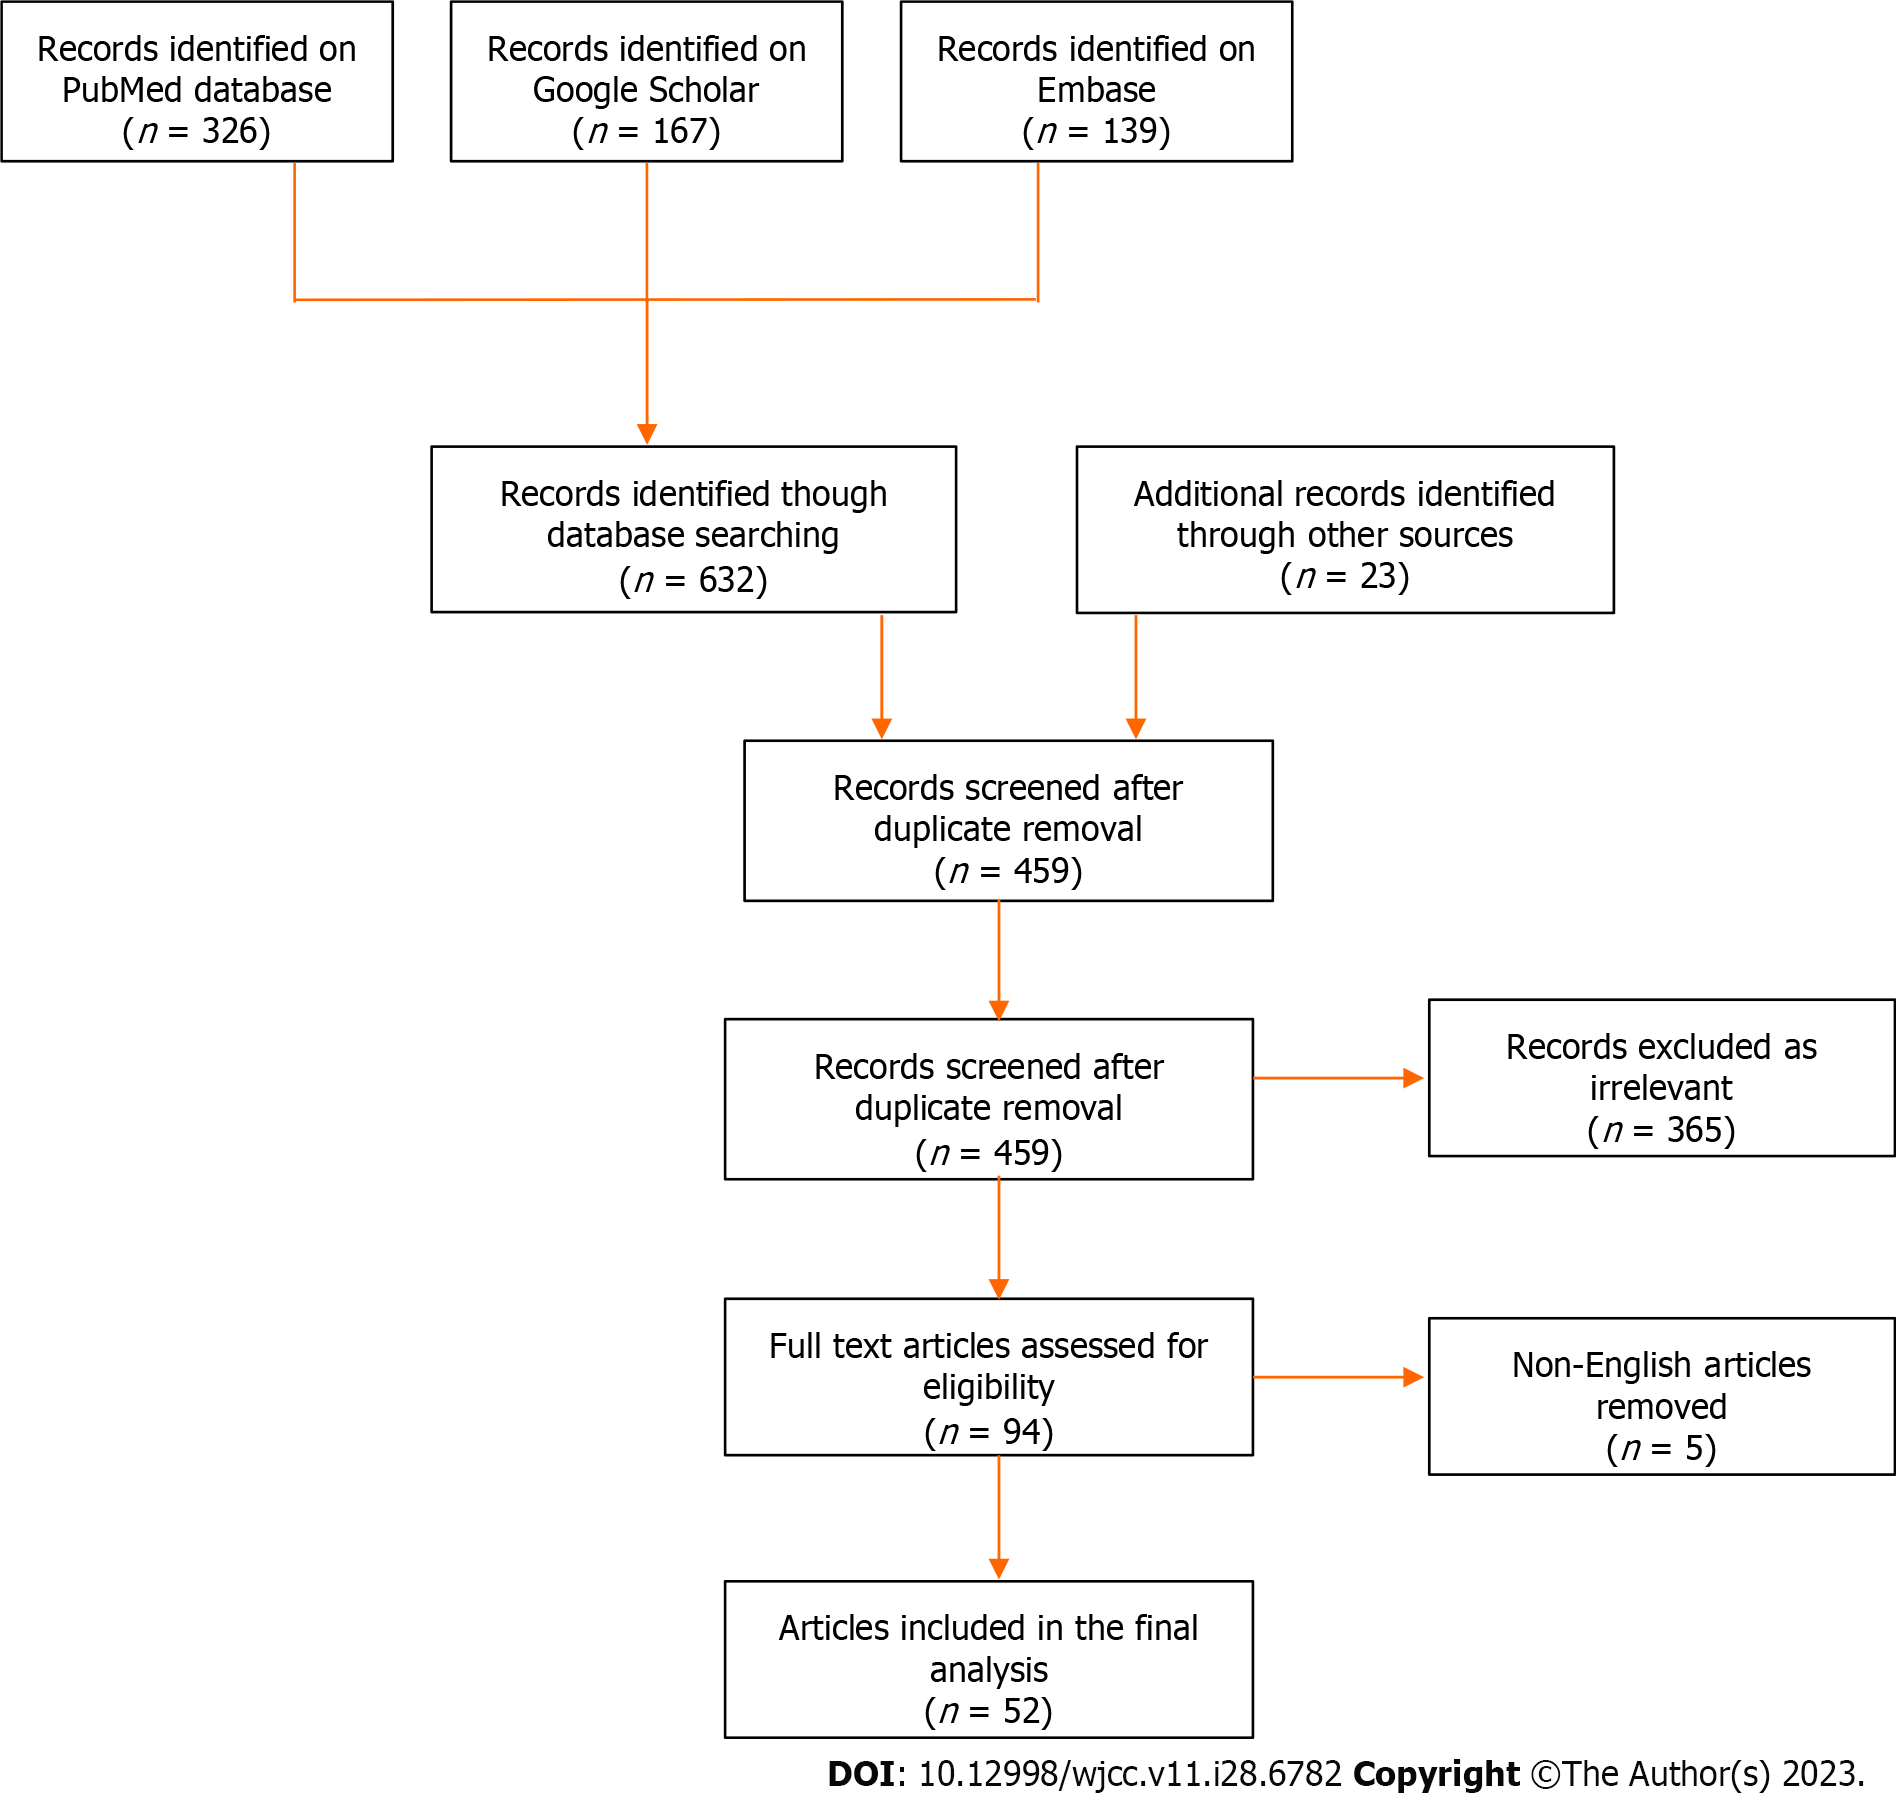 Records identified on
PubMed database
(n = 326)
Records identified on
Google Scholar
(n = 167)
Records identified on
Embase
(n = 139)
Records identified though
database searching
(n = 632)
Additional records identified
through other sources
(n = 23)
Records screened after
duplicate removal
(n = 459)
Records screened after
duplicate removal
(n = 459)
Records excluded as
irrelevant
(n = 365)
Full text articles assessed for
eligibility
(n = 94)
Non-English articles
removed
(n = 5)
Articles included in the final
analysis
(n = 52)
DOI: 10.12998/wjcc.v11.i28.6782 Copyright ©The Author(s) 2023.